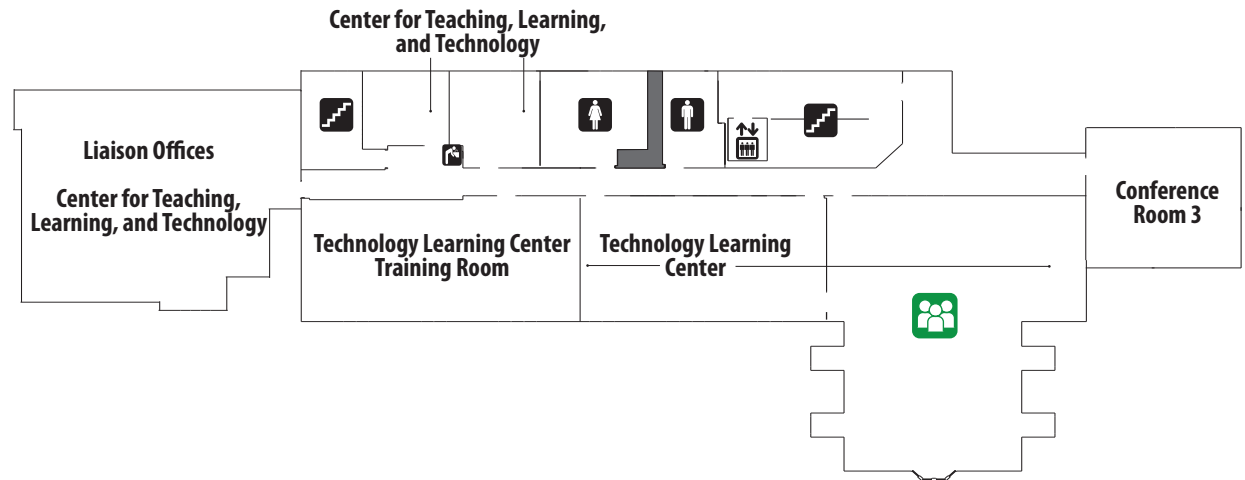 Center for Teaching, Learning,
and Technology
Liaison Offices
Center for Teaching,
Learning, and Technology
Technology Learning Center
Training Room
Technology Learning
Center
Conference
Room 3